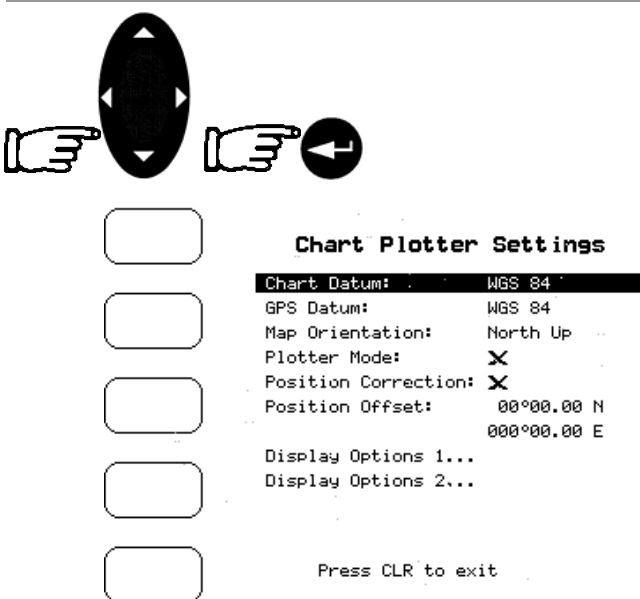 Chart Plotter Settings
Chart Datum: WGS 84
GPS Datum: WGS 84
Map Orientation: North Up
Plotter Mode: X
Position Correction: X
Position Offset: 00°00.00 N
000°00.00 E
Display Options 1...
Display Options 2...
Press CLR to exit